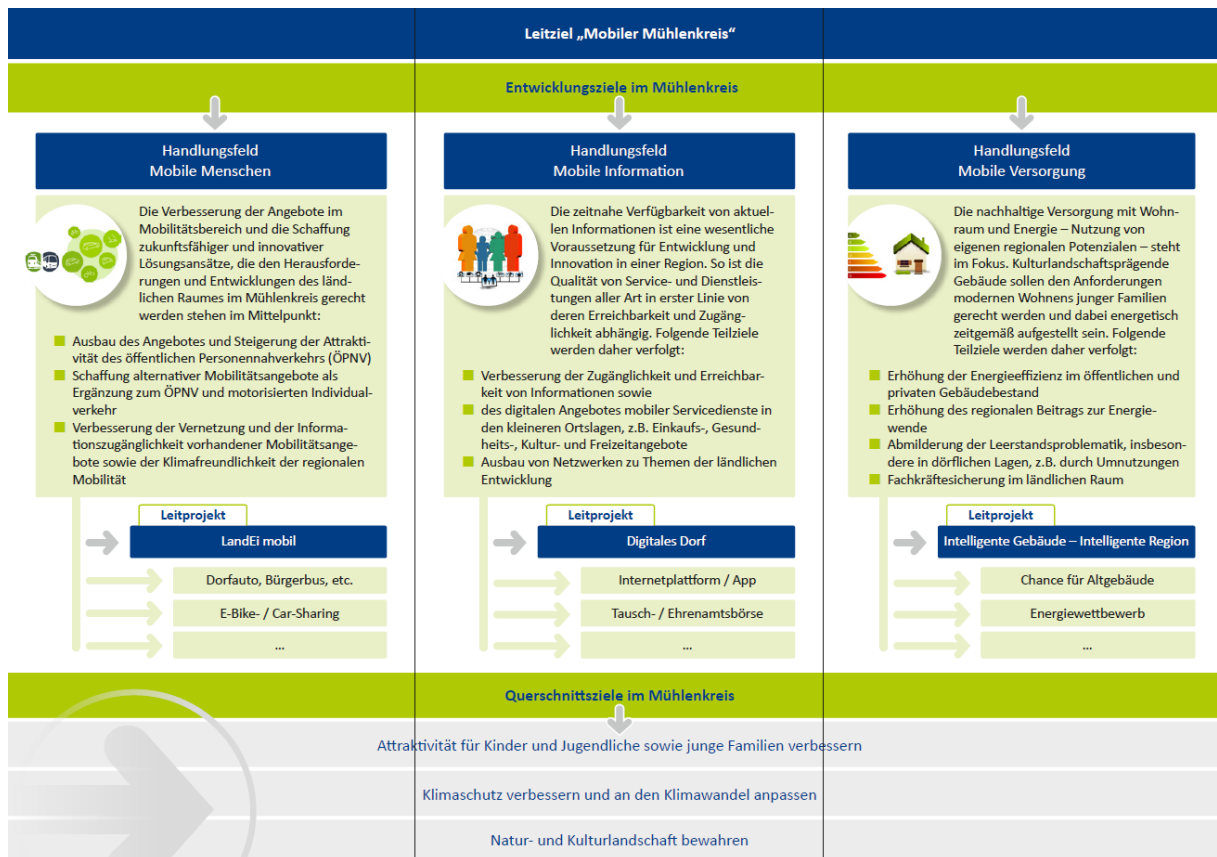 Leitziel „Mobiler Mühlenkreis“
Entwicklungsziele im Mühlenkreis
Handlungsfeld
Mobile Menschen
Die Verbesserung der Angebote im
Mobilitätsbereich und die Schaffung
zukunftsfähiger und innovativer
Lösungsansätze, die den Herausforde-
rungen und Entwicklungen des länd-
lichen Raumes im Mühlenkreis gerecht
werden stehen im Mittelpunkt:
Ausbau des Angebotes und Steigerung der Attrakti-
vität des öffentlichen Personennahverkehrs (ÖPNV)
Schaffung alternativer Mobilitätsangebote als
Ergänzung zum ÖPNV und motorisierten Individual-
verkehr
Verbesserung der Vernetzung und der Informa-
tionszugänglichkeit vorhandener Mobilitätsange-
bote sowie der Klimafreundlichkeit der regionalen
Mobilität
Leitprojekt
LandEi mobil
Dorfauto, Bürgerbus, etc.
E-Bike- / Car-Sharing
...
Handlungsfeld
Mobile Information
Die zeitnahe Verfügbarkeit von aktuel-
len Informationen ist eine wesentliche
Voraussetzung für Entwicklung und
Innovation in einer Region. So ist die
Qualität von Service- und Dienstleis-
tungen aller Art in erster Linie von
deren Erreichbarkeit und Zugäng-
lichkeit abhängig. Folgende Teilziele
werden daher verfolgt:
Verbesserung der Zugänglichkeit und Erreichbar-
keit von Informationen sowie
des digitalen Angebotes mobiler Servicedienste in
den kleineren Ortslagen, z.B. Einkaufs-, Gesund-
heits-, Kultur- und Freizeitangebote
Ausbau von Netzwerken zu Themen der ländlichen
Entwicklung
Leitprojekt
Digitales Dorf
Internetplattform / App
Tausch- / Ehrenamtsbörse
...
Handlungsfeld
Mobile Versorgung
Die nachhaltige Versorgung mit Wohn-
raum und Energie – Nutzung von
eigenen regionalen Potenzialen – steht
im Fokus. Kulturlandschaftsprägende
Gebäude sollen den Anforderungen
modernen Wohnens junger Familien
gerecht werden und dabei energetisch
zeitgemäß aufgestellt sein. Folgende
Teilziele werden daher verfolgt:
Erhöhung der Energieeffizienz im öffentlichen und
privaten Gebäudebestand
Erhöhung des regionalen Beitrags zur Energie-
wende
Abmilderung der Leerstandsproblematik, insbeson-
dere in dörflichen Lagen, z.B. durch Umnutzungen
Fachkräftesicherung im ländlichen Raum
Leitprojekt
Intelligente Gebäude – Intelligente Region
Chance für Altgebäude
Energiewettbewerb
...
Querschnittsziele im Mühlenkreis
Attraktivität für Kinder und Jugendliche sowie junge Familien verbessern
Klimaschutz verbessern und an den Klimawandel anpassen
Natur- und Kulturlandschaft bewahren